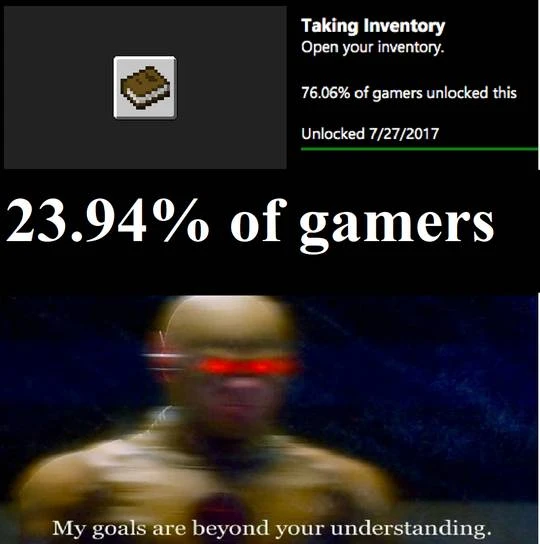 Taking Inventory
Open your inventory.
76.06% of gamers unlocked this
Unlocked 7/27/2017
23.94% of gamers
My goals are beyond your understanding.